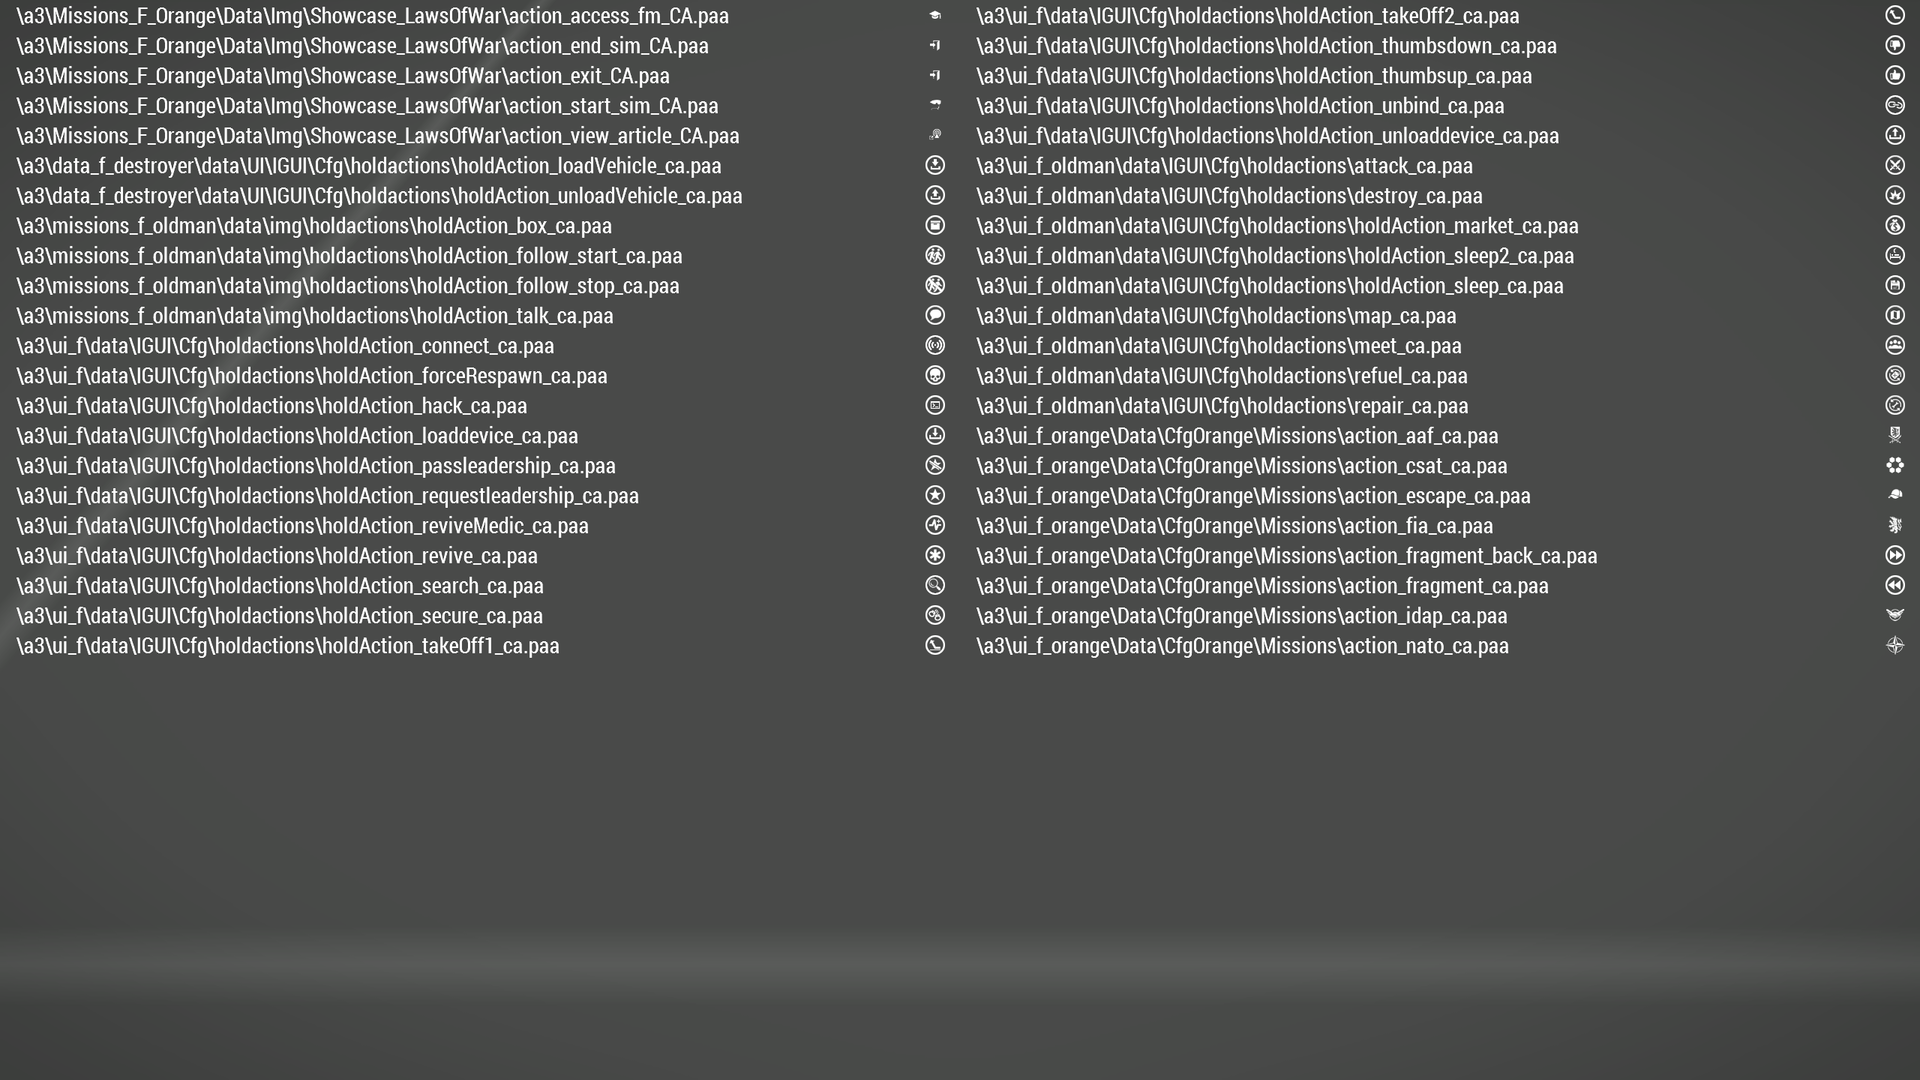 \a3\Missions_F_Orange\Data\Img\Showcase_LawsOfWar\action_access_fm_CA.paa
\a3\Missions_F_Orange\Data\Img\Showcase_LawsOfWar\action_end_sim_CA.paa
\a3\Missions_F_Orange\Data\Img\Showcase_LawsOfWar\action_exit_CA.paa
\a3\Missions_F_Orange\Data\Img\Showcase_LawsOfWar\action_start_sim_CA.paa
\a3\Missions_F_Orange\Data\Img\Showcase_LawsOfWar\action_view_article_CA.paa
\a3\data_f_destroyer\data\UI\IGUI\Cfg\holdactions\holdAction_loadVehicle_ca.paa
\a3\data_f_destroyer\data\UI\IGUI\Cfg\holdactions\holdAction_unloadVehicle_ca.paa
\a3\missions_f_oldman\data\img\holdactions\holdAction_box_ca.paa
\a3\missions_f_oldman\data\img\holdactions\holdAction_follow_start_ca.paa
\a3\missions_f_oldman\data\img\holdactions\holdAction_follow_stop_ca.paa
\a3\missions_f_oldman\data\img\holdactions\holdAction_talk_ca.paa
\a3\ui_f\data\IGUI\Cfg\holdactions\holdAction_connect_ca.paa
\a3\ui_f\data\IGUI\Cfg\holdactions\holdAction_forceRespawn_ca.paa
\a3\ui_f\data\IGUI\Cfg\holdactions\holdAction_hack_ca.paa
\a3\ui_f\data\IGUI\Cfg\holdactions\holdAction_loaddevice_ca.paa
\a3\ui_f\data\IGUI\Cfg\holdactions\holdAction_passleadership_ca.paa
\a3\ui_f\data\IGUI\Cfg\holdactions\holdAction_requestleadership_ca.paa
\a3\ui_f\data\IGUI\Cfg\holdactions\holdAction_reviveMedic_ca.paa
\a3\ui_f\data\IGUI\Cfg\holdactions\holdAction_revive_ca.paa
\a3\ui_f\data\IGUI\Cfg\holdactions\holdAction_search_ca.paa
\a3\ui_f\data\IGUI\Cfg\holdactions\holdAction_secure_ca.paa
\a3\ui_f\data\IGUI\Cfg\holdactions\holdAction_takeOff1_ca.paa
\a3\ui_f\data\IGUI\Cfg\holdactions\holdAction_takeOff2_ca.paa
\a3\ui_f\data\IGUI\Cfg\holdactions\holdAction_thumbsdown_ca.paa
\a3\ui_f\data\IGUI\Cfg\holdactions\holdAction_thumbsup_ca.paa
\a3\ui_f\data\IGUI\Cfg\holdactions\holdAction_unbind_ca.paa
\a3\ui_f\data\IGUI\Cfg\holdactions\holdAction_unloaddevice_ca.paa
\a3\ui_f_oldman\data\IGUI\Cfg\holdactions\attack_ca.paa
\a3\ui_f_oldman\data\IGUI\Cfg\holdactions\destroy_ca.paa
\a3\ui_f_oldman\data\IGUI\Cfg\holdactions\holdAction_market_ca.paa
\a3\ui_f_oldman\data\IGUI\Cfg\holdactions\holdAction_sleep2_ca.paa
\a3\ui_f_oldman\data\IGUI\Cfg\holdactions\holdAction_sleep_ca.paa
\a3\ui_f_oldman\data\IGUI\Cfg\holdactions\map_ca.paa
\a3\ui_f_oldman\data\IGUI\Cfg\holdactions\meet_ca.paa
\a3\ui_f_oldman\data\IGUI\Cfg\holdactions\refuel_ca.paa
\a3\ui_f_oldman\data\IGUI\Cfg\holdactions\repair_ca.paa
\a3\ui_f_orange\Data\CfgOrange\Missions\action_aaf_ca.paa
\a3\ui_f_orange\Data\CfgOrange\Missions\action_csat_ca.paa
\a3\ui_f_orange\Data\CfgOrange\Missions\action_escape_ca.paa
\a3\ui_f_orange\Data\CfgOrange\Missions\action_fia_ca.paa
\a3\ui_f_orange\Data\CfgOrange\Missions\action_fragment_back_ca.paa
\a3\ui_f_orange\Data\CfgOrange\Missions\action_fragment_ca.paa
\a3\ui_f_orange\Data\CfgOrange\Missions\action_idap_ca.paa
\a3\ui_f_orange\Data\CfgOrange\Missions\action_nato_ca.paa